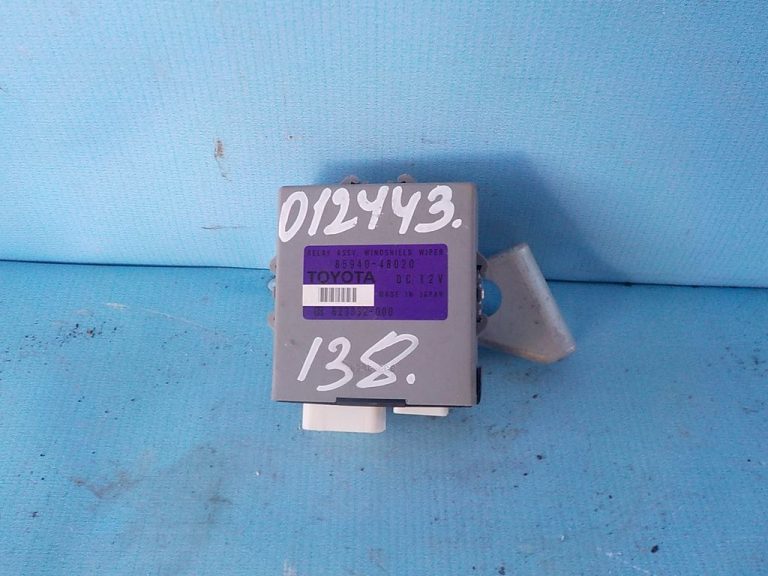 012443.
RELAY ASSY, WINDSHIELD WIPER
85940-48020
TOYOTA DC 12V
MADE IN JAPAN
138.